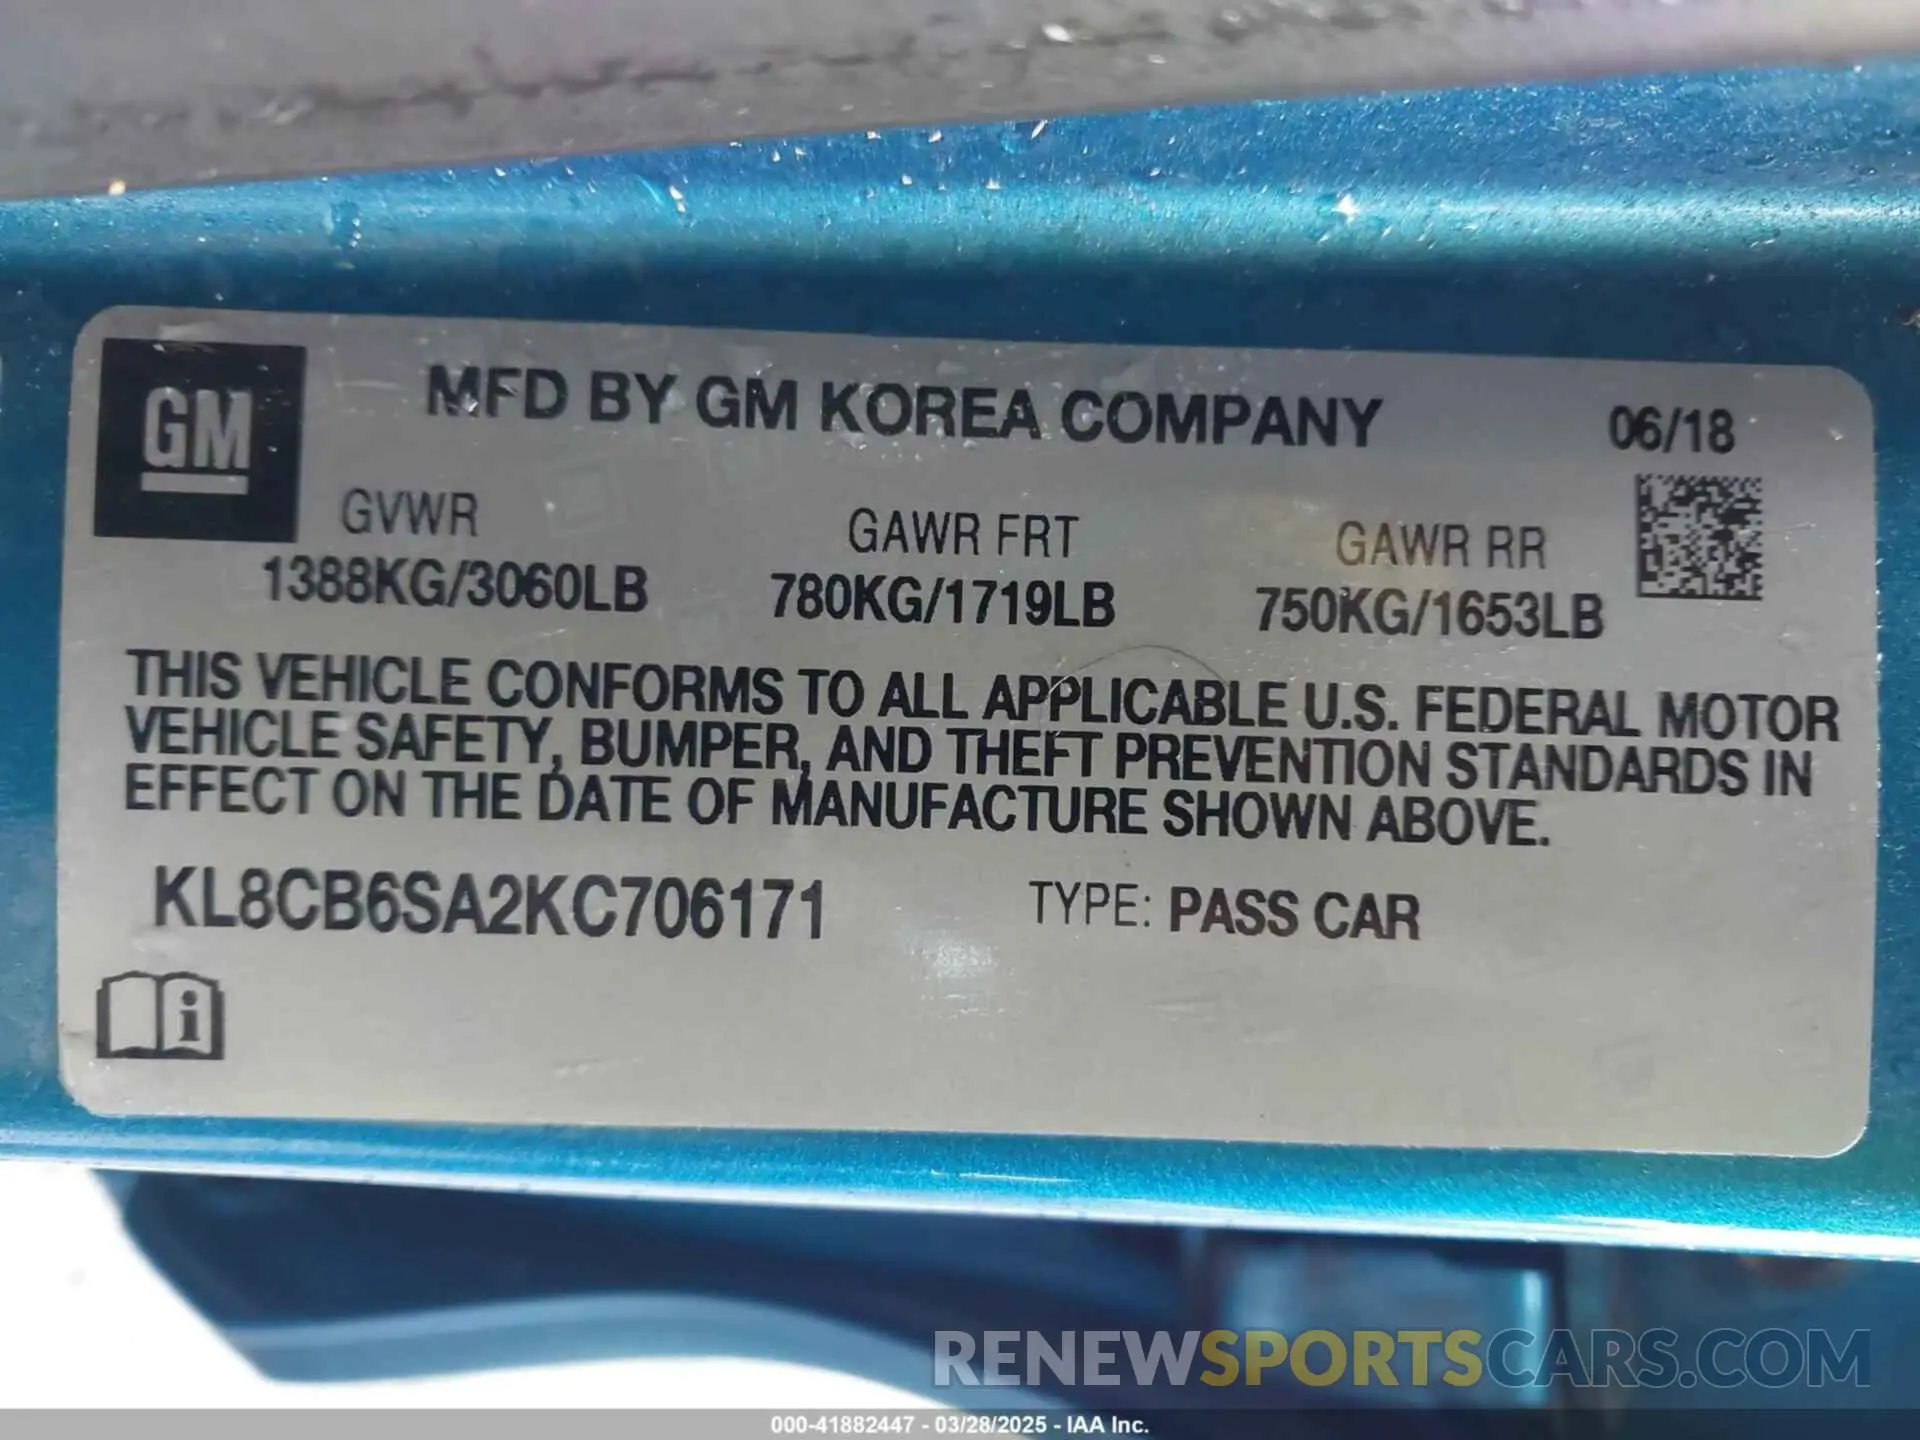 GM
MFD BY GM KOREA COMPANY
06/18
GVWR
GAWR FRT
GAWR RR
1388KG/3060LB
780KG/1719LB
750KG/1653LB
THIS VEHICLE CONFORMS TO ALL APPLICABLE U.S. FEDERAL MOTOR
VEHICLE SAFETY, BUMPER, AND THEFT PREVENTION STANDARDS IN
EFFECT ON THE DATE OF MANUFACTURE SHOWN ABOVE.
KL8CB6SA2KC706171
TYPE: PASS CAR
i
RENEWSPORTSCARS.COM
000-41882447 - 03/28/2025 - IAA Inc.